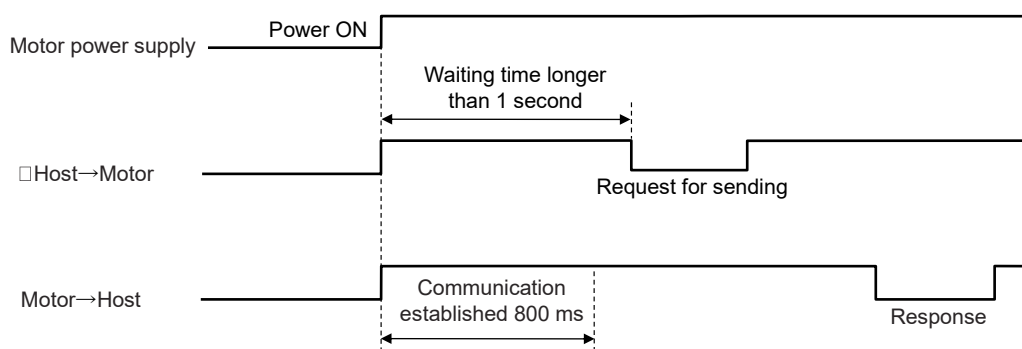 Power ON
Motor power supply
Waiting time longer
than 1 second
□Host→Motor
Request for sending
Motor→Host
Communication
established 800 ms
Response